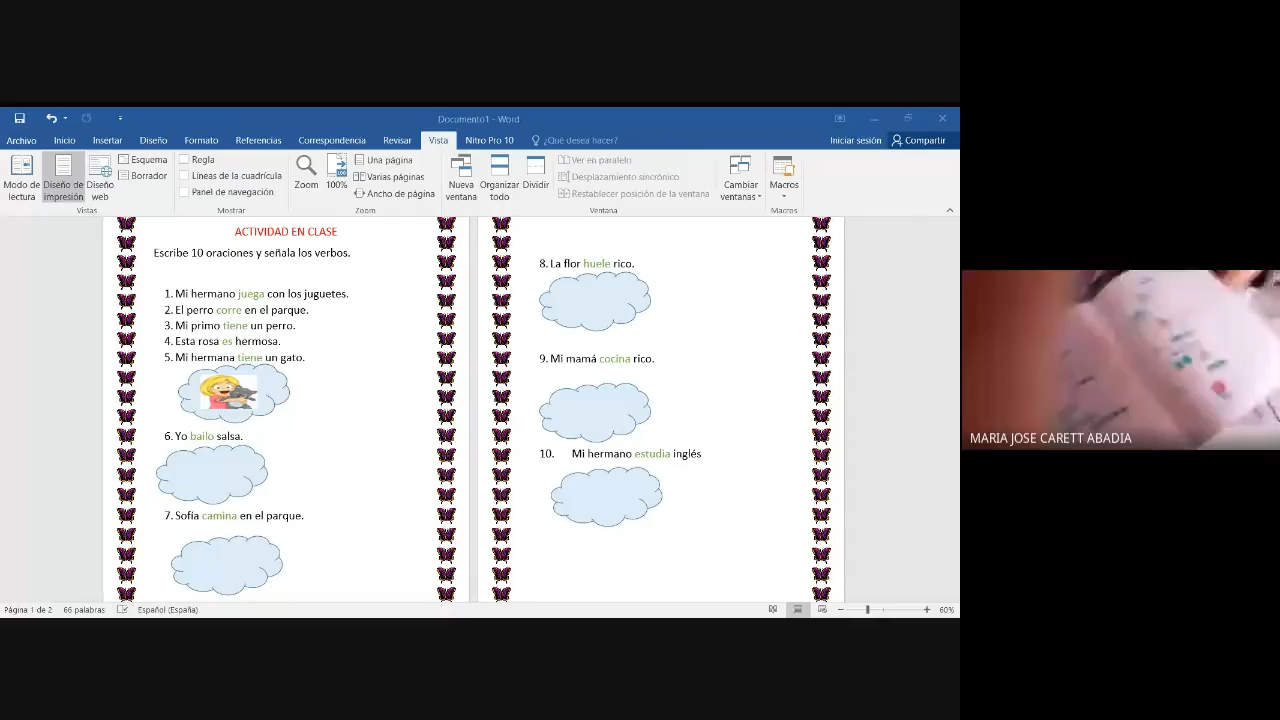 Documento1 - Word
Archivo Inicio Insertar Diseño Formato Referencias Correspondencia Revisar Vista Nitro Pro 10 ¿Qué desea hacer? Iniciar sesión Compartir
Modo de lectura
Diseño de impresión
Diseño web
Esquema
Borrador
Vistas
Regla
Líneas de la cuadrícula
Panel de navegación
Mostrar
Zoom
100%
Una página
Varias páginas
Ancho de página
Zoom
Nueva ventana
Organizar todo
Dividir
Ver en paralelo
Desplazamiento sincrónico
Restablecer posición de la ventana
Ventana
Cambiar ventanas
Macros
Macros
ACTIVIDAD EN CLASE
Escribe 10 oraciones y señala los verbos.
1. Mi hermano juega con los juguetes.
2. El perro corre en el parque.
3. Mi primo tiene un perro.
4. Esta rosa es hermosa.
5. Mi hermana tiene un gato.
6. Yo bailo salsa.
7. Sofía camina en el parque.
8. La flor huele rico.
9. Mi mamá cocina rico.
10. Mi hermano estudia inglés
Página 1 de 2 66 palabras Español (España) 60%
MARIA JOSE CARETT ABADIA